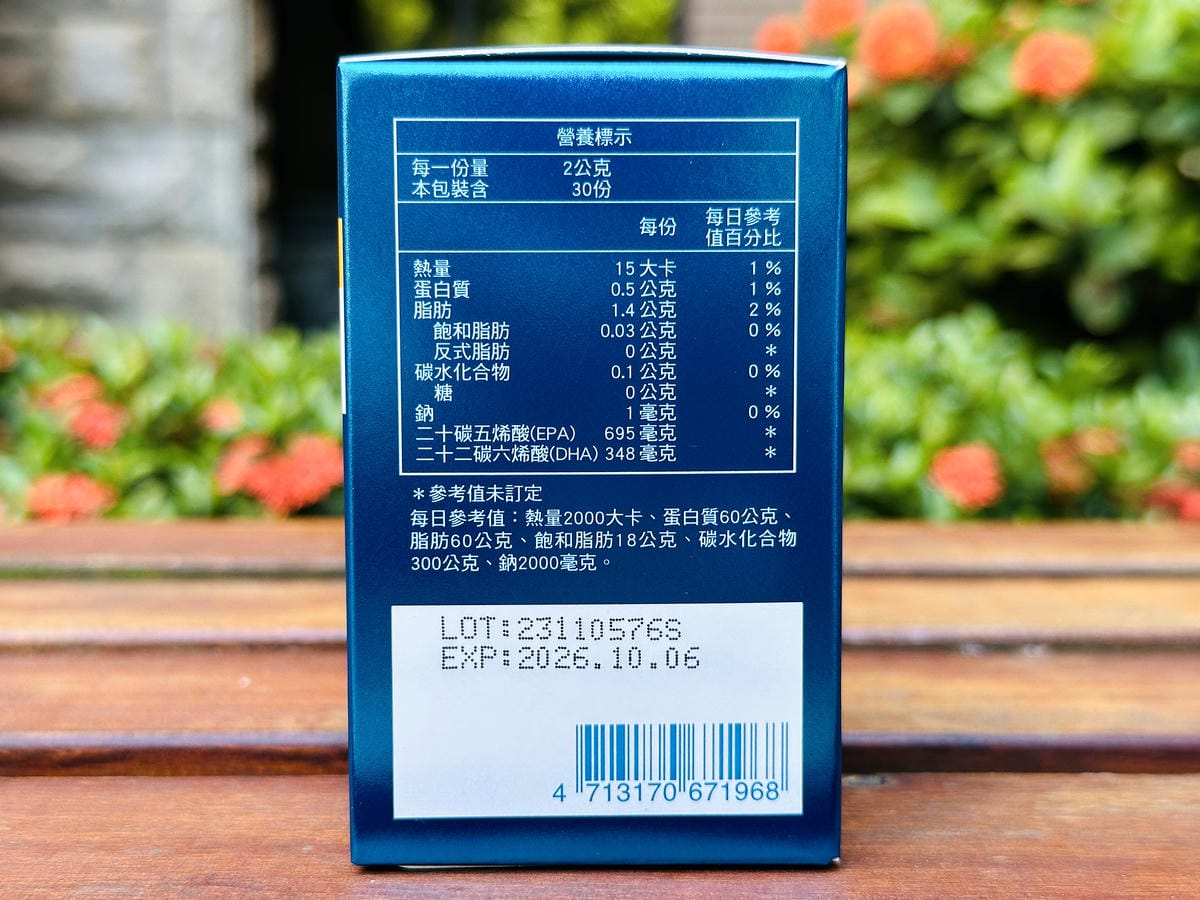 營養標示
每一份量 2公克
本包裝含 30份
每份 每日參考值百分比
熱量 15 大卡 1 %
蛋白質 0.5 公克 1 %
脂肪 1.4 公克 2 %
飽和脂肪 0.03 公克 0 %
反式脂肪 0 公克 *
碳水化合物 0.1 公克 0 %
糖 0 公克 *
鈉 1 毫克 0 %
二十碳五烯酸(EPA) 695 毫克 *
二十二碳六烯酸(DHA) 348 毫克 *
*參考值未訂定
每日參考值：熱量2000大卡、蛋白質60公克、
脂肪60公克、飽和脂肪18公克、碳水化合物
300公克、鈉2000毫克。
LOT:23110576S
EXP:2026.10.06
4 713170 671968